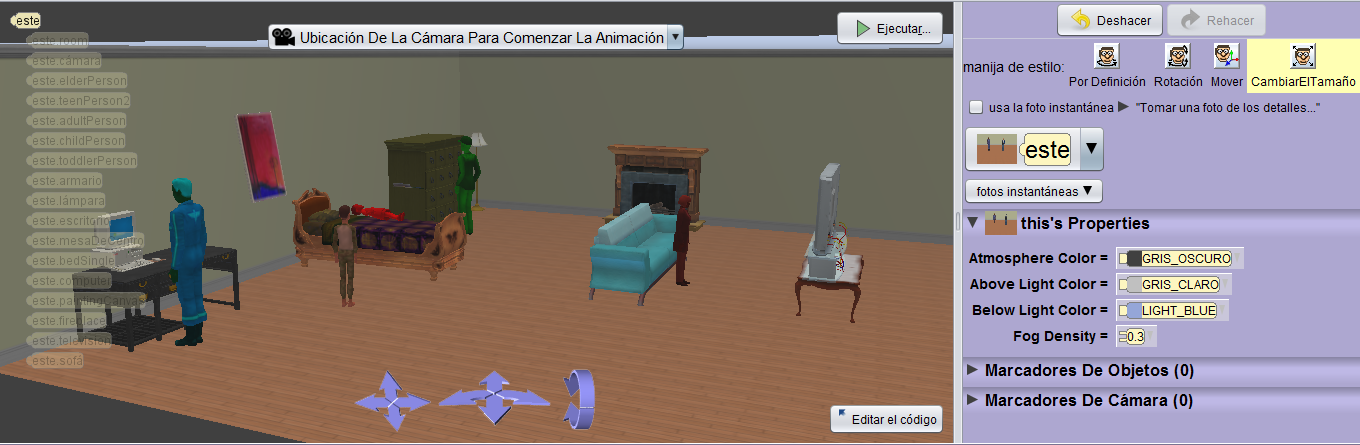 este
este.room
este.cámara
este.elderPerson
este.teenPerson2
este.adultPerson
este.childPerson
este.toddlerPerson
este.armario
este.lámpara
este.escritorio
este.mesaDeCentro
este.bedSingle
este.computer
este.paintingCanvas
este.fireplace
este.television
este.sofá
Ubicación De La Cámara Para Comenzar La Animación
Ejecutar...
Editar el código
Deshacer
Rehacer
manija de estilo:
Por Definición
Rotación
Mover
CambiarElTamaño
usa la foto instantánea
"Tomar una foto de los detalles..."
este
fotos instantáneas
this's Properties
Atmosphere Color = GRIS_OSCURO
Above Light Color = GRIS_CLARO
Below Light Color = LIGHT_BLUE
Fog Density = 0.3
Marcadores De Objetos (0)
Marcadores De Cámara (0)